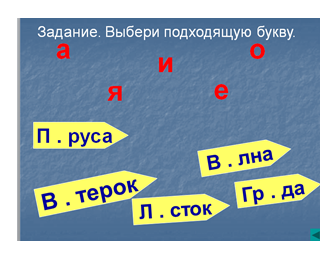 Задание. Выбери подходящую букву.
а и о
я е
П . руса
В . лна
В . терок
Л . сток
Гр . да